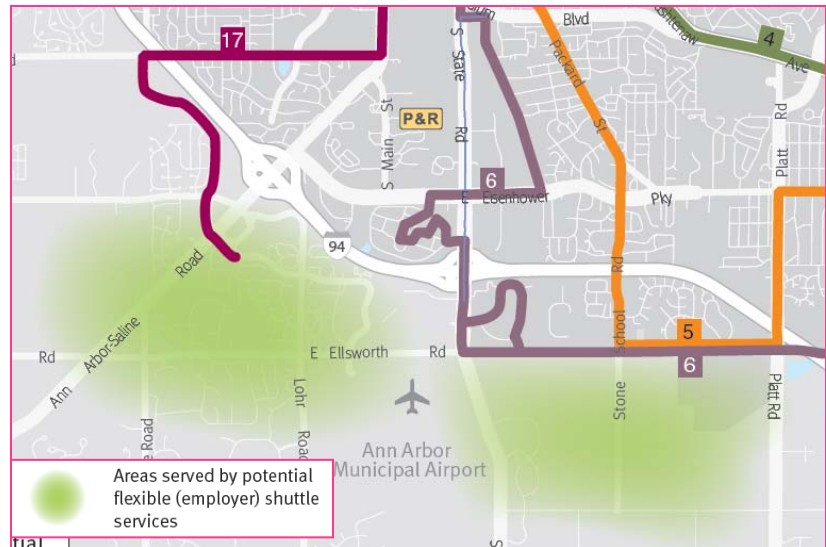 17
Blvd
4
Ave
S State Rd
Packard St
Platt Rd
P&R
S Main St
6
E Eisenhower Pky
94
Ann Arbor-Saline Road
Rd
E Ellsworth Rd
School Rd
Stone
5
6
Platt Rd
Lohr Road
Road
Ann Arbor
Municipal Airport
S
Areas served by potential
flexible (employer) shuttle
services